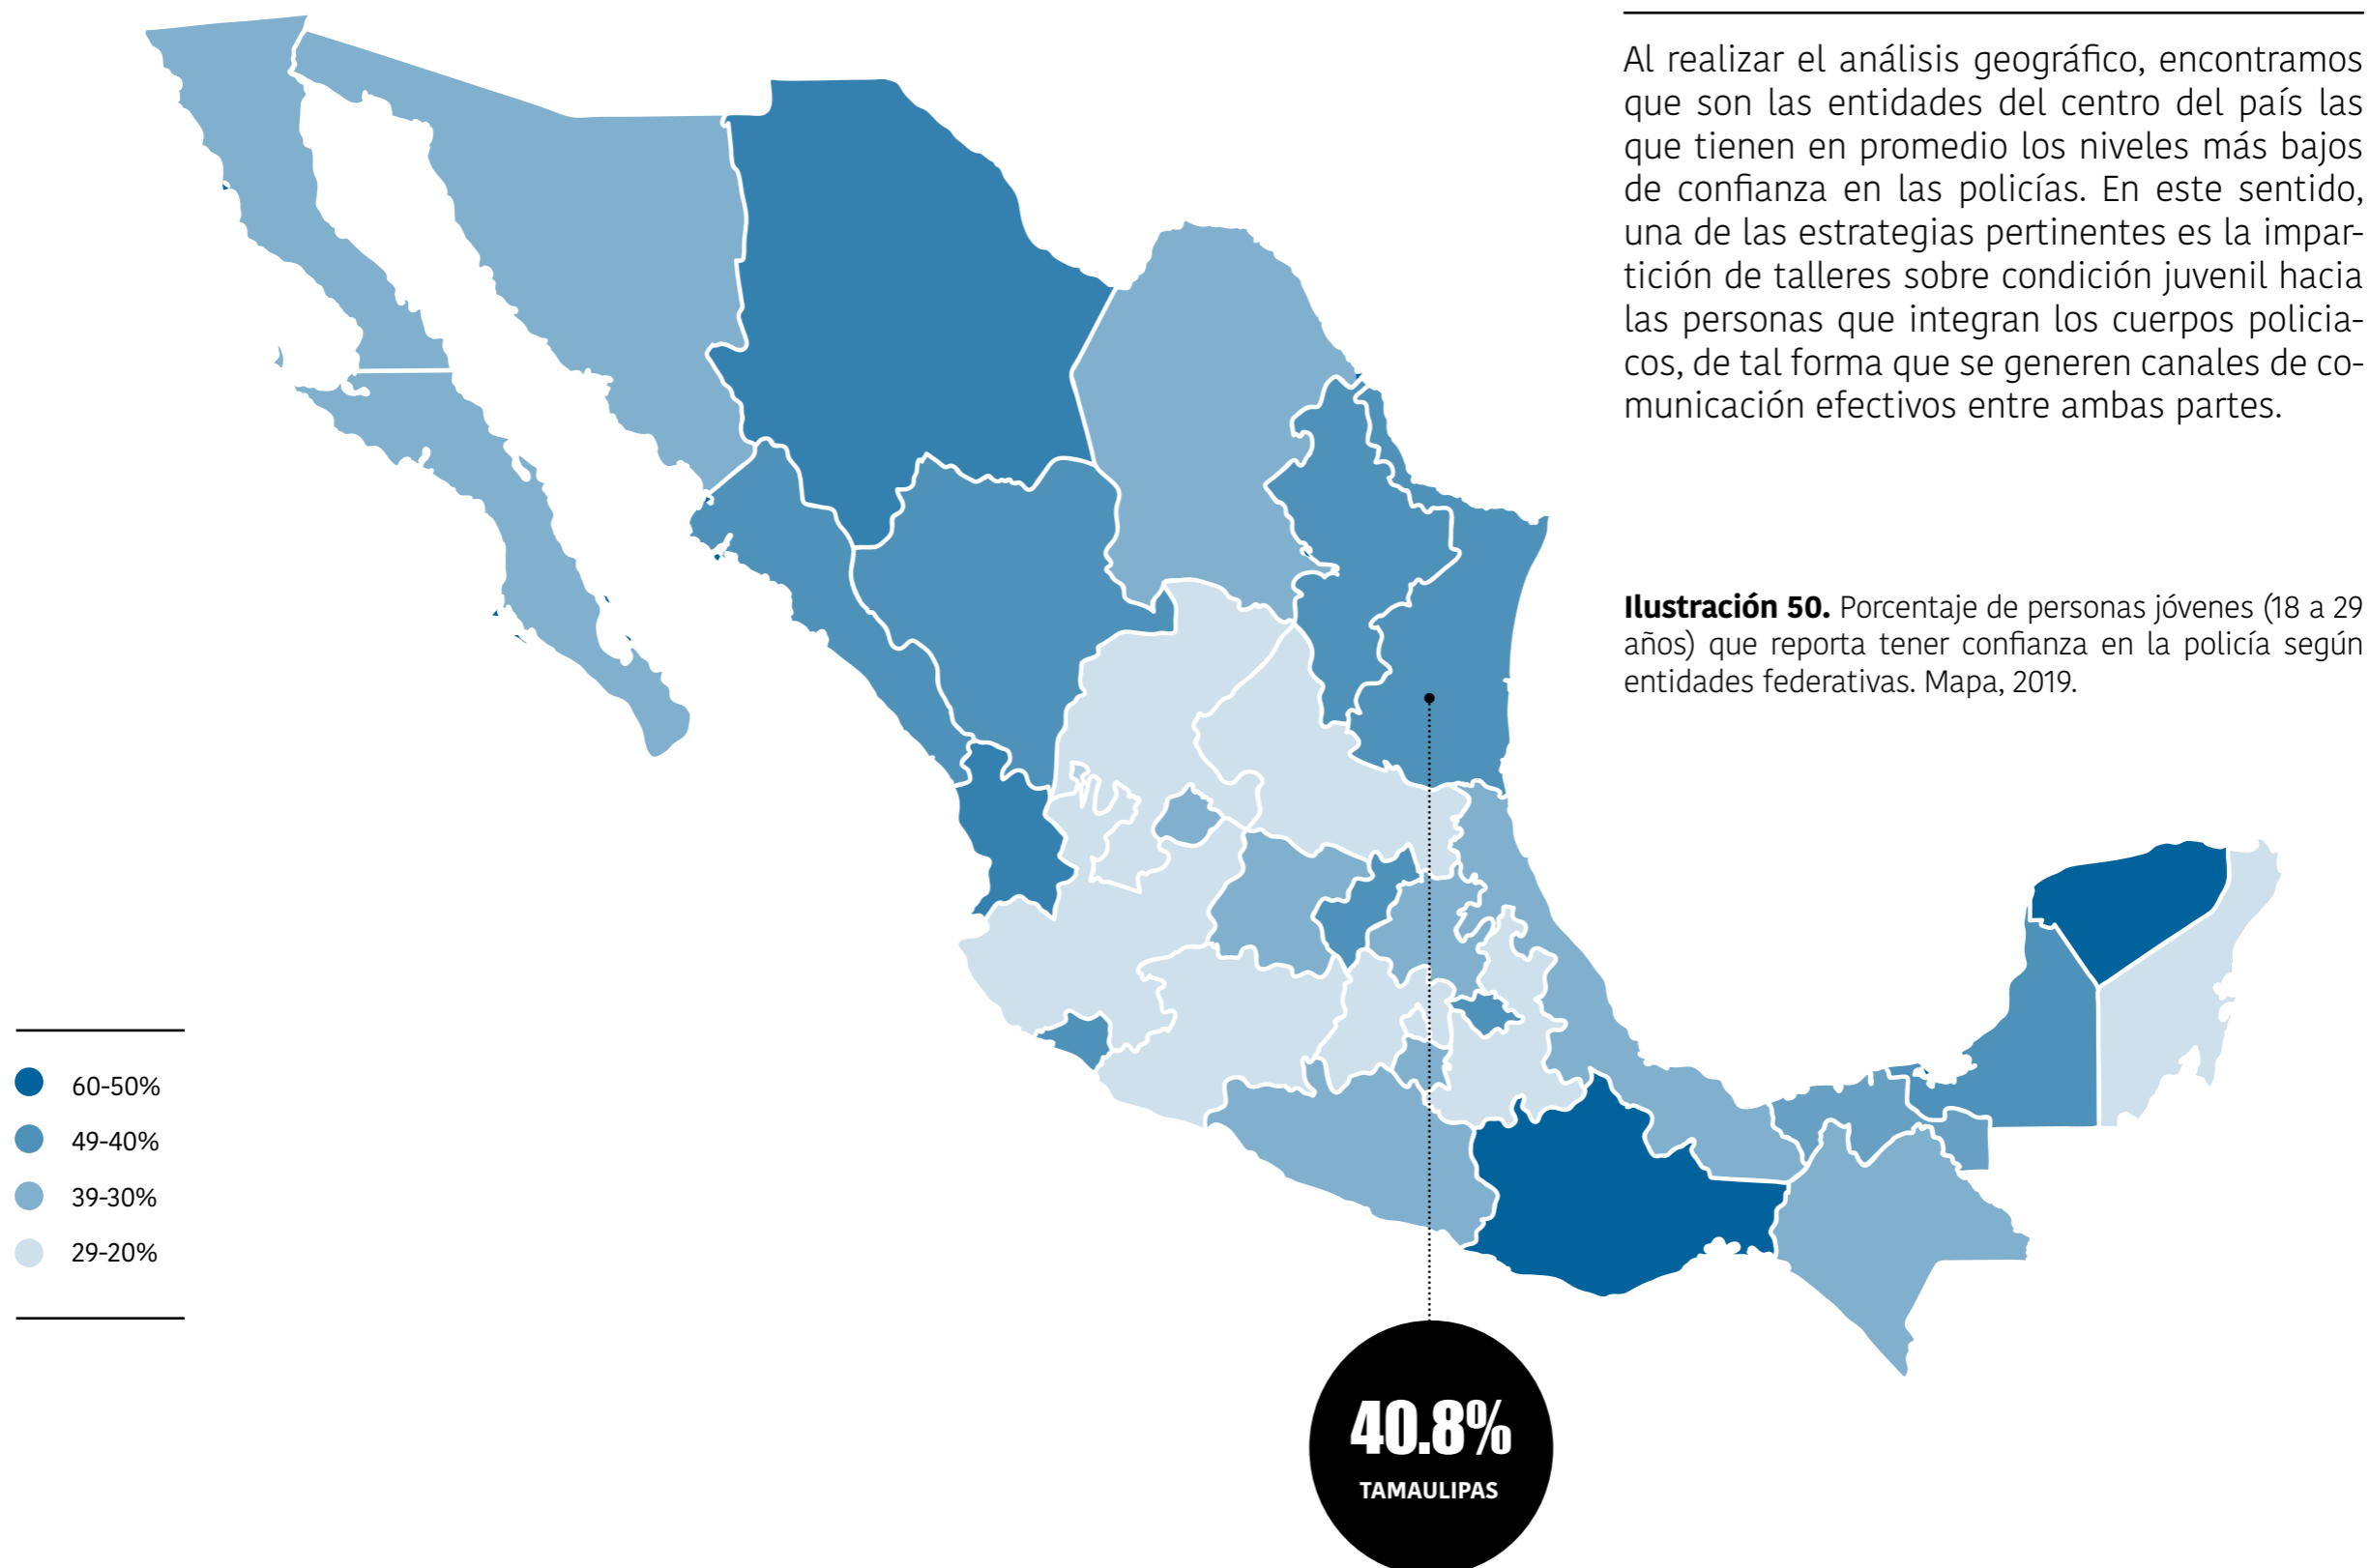 Al realizar el análisis geográfico, encontramos
que son las entidades del centro del país las
que tienen en promedio los niveles más bajos
de confianza en las policías. En este sentido,
una de las estrategias pertinentes es la impar-
tición de talleres sobre condición juvenil hacia
las personas que integran los cuerpos policia-
cos, de tal forma que se generen canales de co-
municación efectivos entre ambas partes.
Ilustración 50. Porcentaje de personas jóvenes (18 a 29
años) que reporta tener confianza en la policía según
entidades federativas. Mapa, 2019.
60-50%
49-40%
39-30%
29-20%
40.8%
TAMAULIPAS